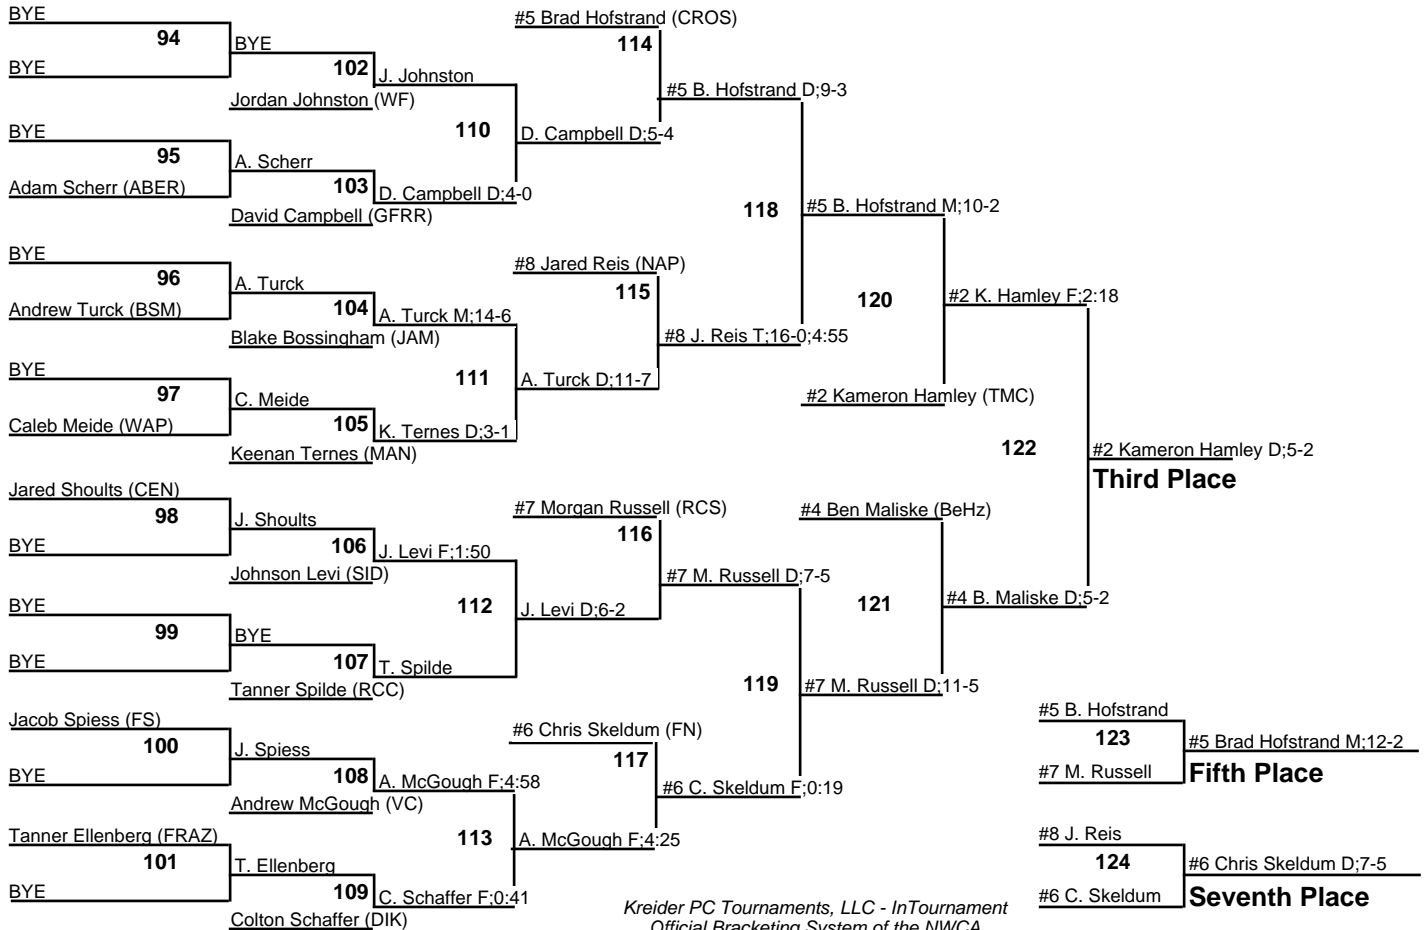 BYE
94
BYE
BYE
102
J. Johnston
Jordan Johnston (WF)
110
BYE
95
Adam Scherr (ABER)
A. Scherr
103
D. Campbell D;4-0
David Campbell (GFRR)
D. Campbell D;5-4
#5 Brad Hofstrand (CROS)
114
#5 B. Hofstrand D;9-3
BYE
96
Andrew Turck (BSM)
A. Turck
104
A. Turck M;14-6
Blake Bossingham (JAM)
111
BYE
97
Caleb Meide (WAP)
C. Meide
105
K. Ternes D;3-1
Keenan Ternes (MAN)
A. Turck D;11-7
#8 Jared Reis (NAP)
115
#8 J. Reis T;16-0;4:55
118
#5 B. Hofstrand M;10-2
120
#2 Kameron Hamley (TMC)
#2 K. Hamley F;2:18
Jared Shoults (CEN)
98
BYE
J. Shoults
106
J. Levi F;1:50
Johnson Levi (SID)
112
BYE
99
BYE
BYE
107
T. Spilde
Tanner Spilde (RCC)
J. Levi D;6-2
#7 Morgan Russell (RCS)
116
#7 M. Russell D;7-5
Jacob Spiess (FS)
100
BYE
J. Spiess
108
A. McGough F;4:58
Andrew McGough (VC)
113
Tanner Ellenberg (FRAZ)
101
BYE
T. Ellenberg
109
C. Schaffer F;0:41
Colton Schaffer (DIK)
A. McGough F;4:25
#6 Chris Skeldum (FN)
117
#6 C. Skeldum F;0:19
119
#7 M. Russell D;11-5
#4 Ben Maliske (BeHz)
121
#4 B. Maliske D;5-2
122
#2 Kameron Hamley D;5-2
Third Place
#5 B. Hofstrand
123
#7 M. Russell
#5 Brad Hofstrand M;12-2
Fifth Place
#8 J. Reis
124
#6 C. Skeldum
#6 Chris Skeldum D;7-5
Seventh Place
Kreider PC Tournaments, LLC - InTournament
Official Bracketing System of the NWCA